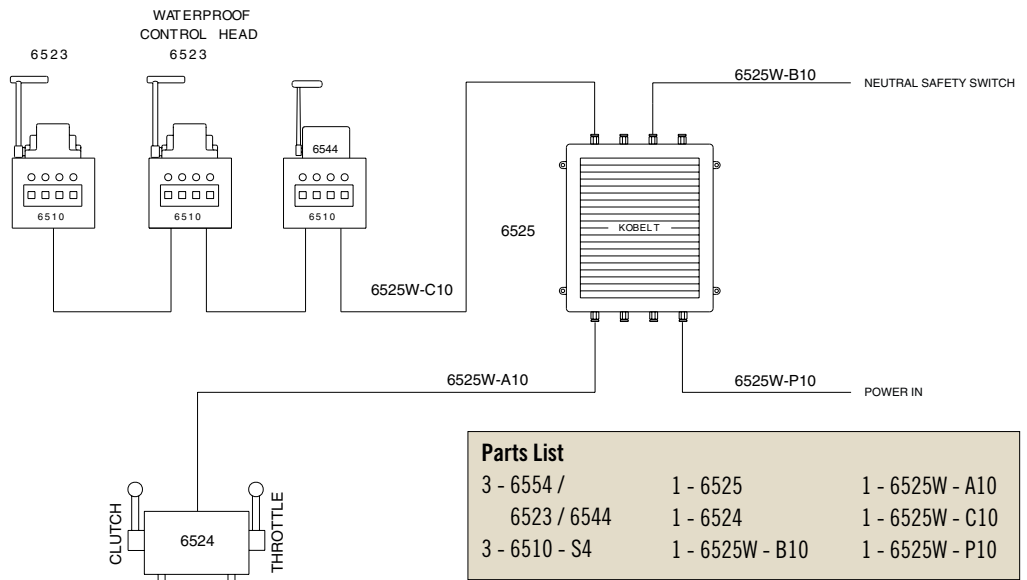 WATERPROOF
CONTROL HEAD
6523
6523
6544
6510
6510
6510
6525W-C10
6525W-B10
NEUTRAL SAFETY SWITCH
6525
KOBELT
6525W-A10
6525W-P10
POWER IN
CLUTCH
6524
THROTTLE
Parts List
3 - 6554 /
6523 / 6544
3 - 6510 - S4
1 - 6525
1 - 6524
1 - 6525W - B10
1 - 6525W - A10
1 - 6525W - C10
1 - 6525W - P10